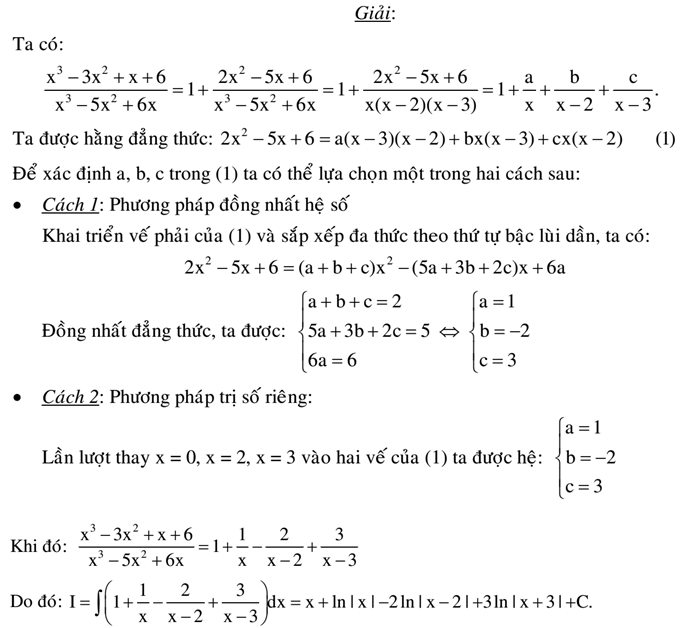 Giải:
Ta có:
\frac{x^3 - 3x^2 + x + 6}{x^3 - 5x^2 + 6x} = 1 + \frac{2x^2 - 5x + 6}{x^3 - 5x^2 + 6x} = 1 + \frac{2x^2 - 5x + 6}{x(x - 2)(x - 3)} = 1 + \frac{a}{x} + \frac{b}{x - 2} + \frac{c}{x - 3}.
Ta được hằng đẳng thức: 2x^2 - 5x + 6 = a(x - 3)(x - 2) + bx(x - 3) + cx(x - 2) (1)
Để xác định a, b, c trong (1) ta có thể lựa chọn một trong hai cách sau:
• Cách 1: Phương pháp đồng nhất hệ số
Khai triển vế phải của (1) và sắp xếp đa thức theo thứ tự bậc lùi dần, ta có:
2x^2 - 5x + 6 = (a + b + c)x^2 - (5a + 3b + 2c)x + 6a
Đồng nhất đẳng thức, ta được: \begin{cases} a + b + c = 2 \\ 5a + 3b + 2c = 5 \\ 6a = 6 \end{cases} ⇔ \begin{cases} a = 1 \\ b = -2 \\ c = 3 \end{cases}
• Cách 2: Phương pháp trị số riêng:
Lần lượt thay x = 0, x = 2, x = 3 vào hai vế của (1) ta được hệ: \begin{cases} a = 1 \\ b = -2 \\ c = 3 \end{cases}
Khi đó: \frac{x^3 - 3x^2 + x + 6}{x^3 - 5x^2 + 6x} = 1 + \frac{1}{x} - \frac{2}{x - 2} + \frac{3}{x - 3}
Do đó: I = ∫\left(1 + \frac{1}{x} - \frac{2}{x - 2} + \frac{3}{x - 3}\right)dx = x + ln | x | -2 ln | x - 2 | +3 ln | x + 3 | +C.